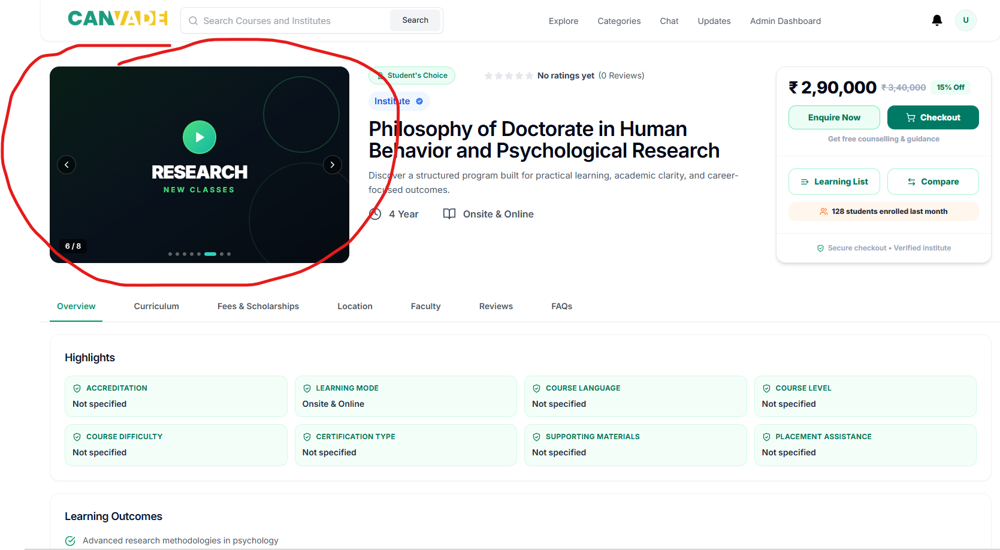 CANVADE
Search Courses and Institutes
Search
Explore
Categories
Chat
Updates
Admin Dashboard
U
RESEARCH
NEW CLASSES
6 / 8
Student's Choice
No ratings yet (0 Reviews)
Institute
Philosophy of Doctorate in Human
Behavior and Psychological Research
Discover a structured program built for practical learning, academic clarity, and career-
focused outcomes.
4 Year
Onsite & Online
₹ 2,90,000 ₹ 3,40,000 15% Off
Enquire Now
Checkout
Get free counselling & guidance
Learning List
Compare
128 students enrolled last month
Secure checkout • Verified institute
Overview
Curriculum
Fees & Scholarships
Location
Faculty
Reviews
FAQs
Highlights
ACCREDITATION
Not specified
LEARNING MODE
Onsite & Online
COURSE LANGUAGE
Not specified
COURSE LEVEL
Not specified
COURSE DIFFICULTY
Not specified
CERTIFICATION TYPE
Not specified
SUPPORTING MATERIALS
Not specified
PLACEMENT ASSISTANCE
Not specified
Learning Outcomes
Advanced research methodologies in psychology